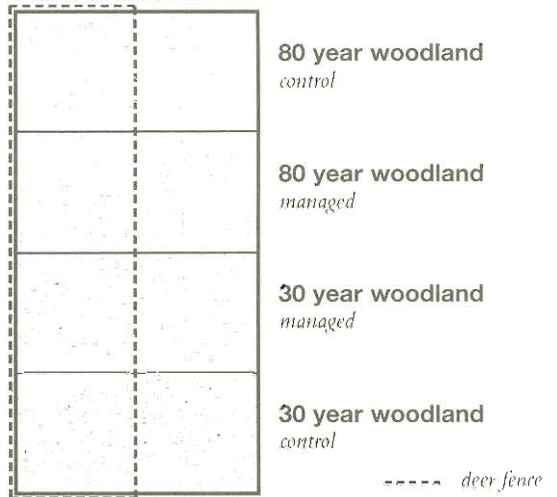 80 year woodland
control
80 year woodland
managed
30 year woodland
managed
30 year woodland
control
deer fence